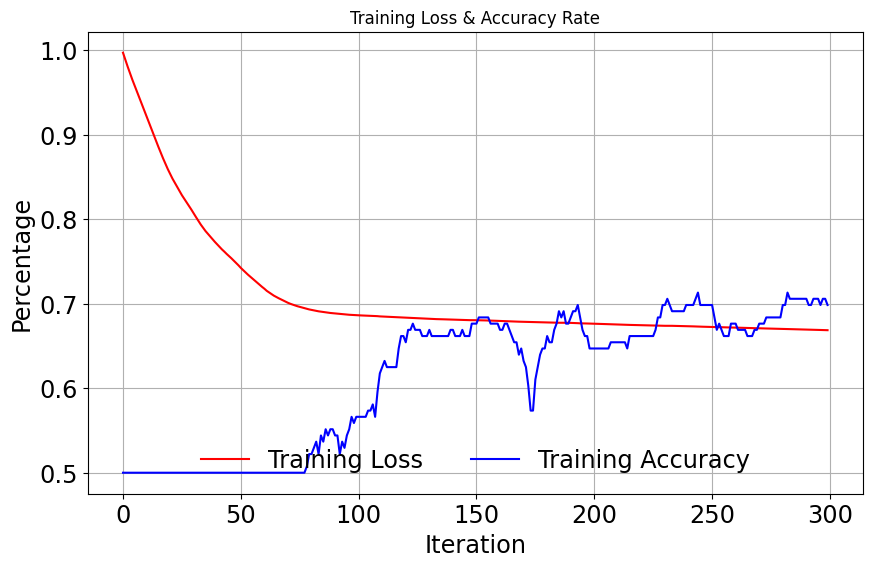 Training Loss & Accuracy Rate
Percentage
1.0
0.9
0.8
0.7
0.6
0.5
Training Loss Training Accuracy
0 50 100 150 200 250 300
Iteration